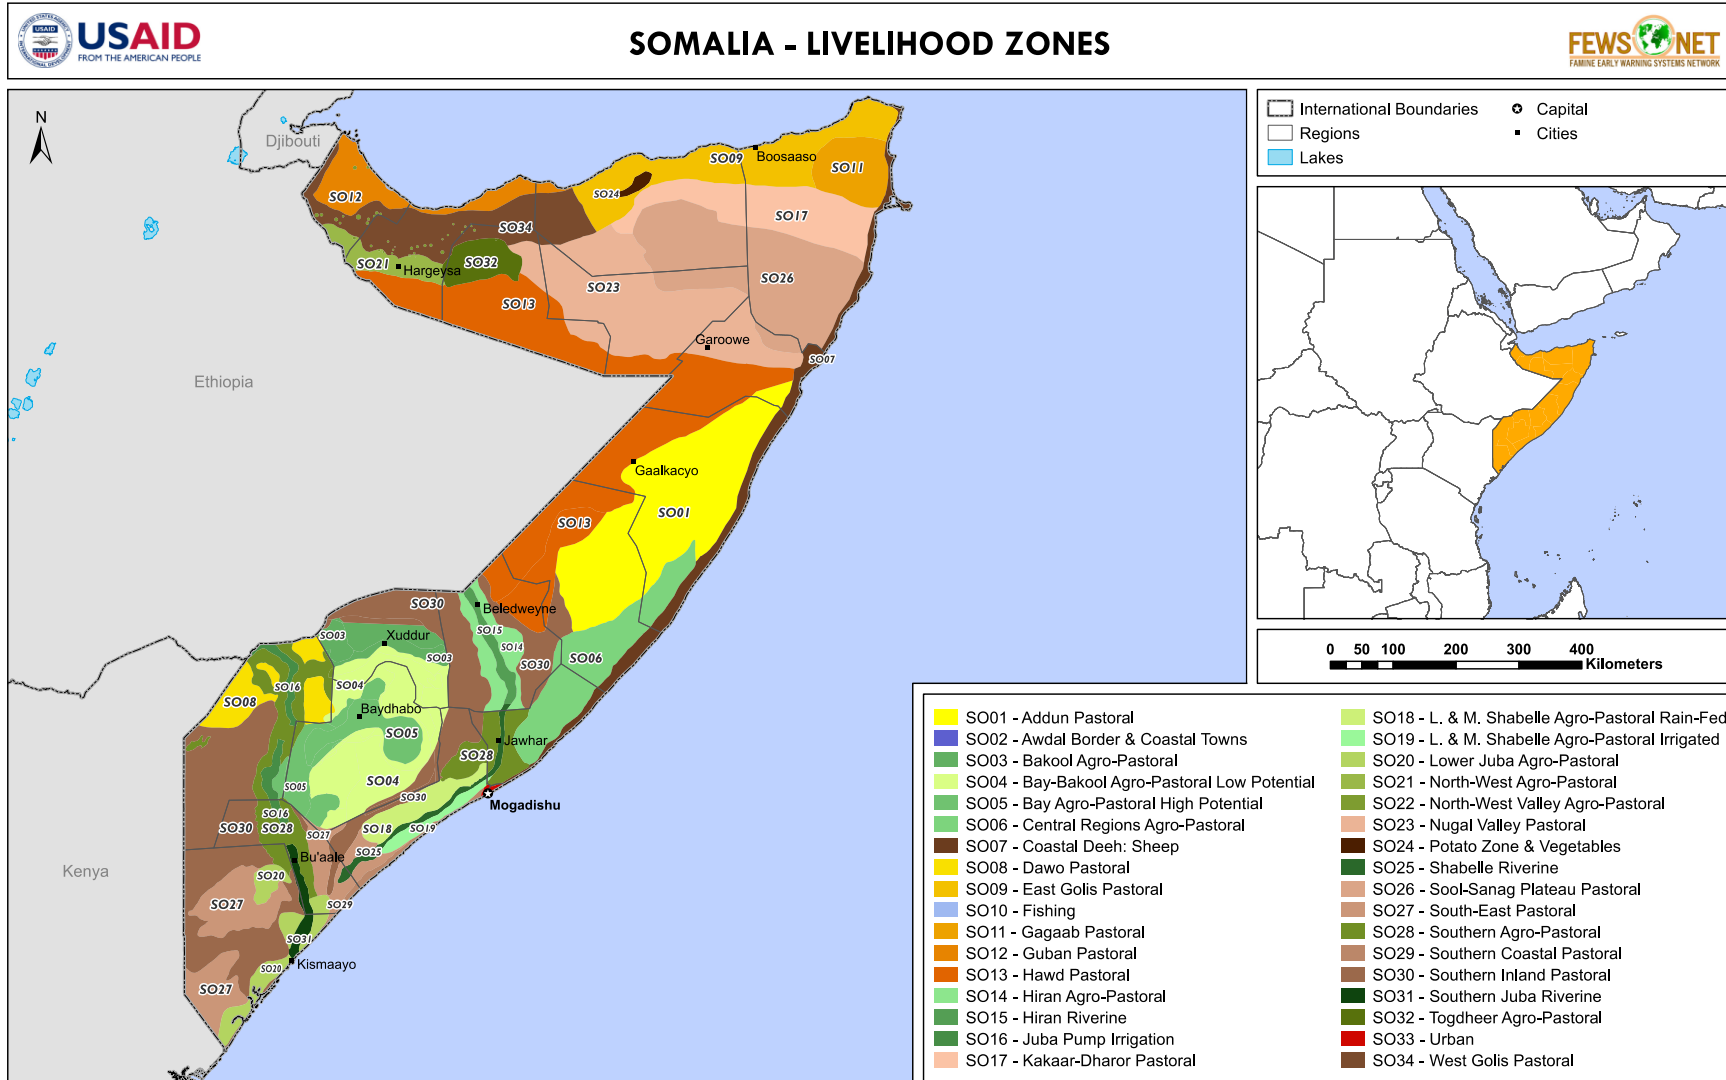 USAID
FROM THE AMERICAN PEOPLE
SOMALIA - LIVELIHOOD ZONES
FEWS NET
FAMINE EARLY WARNING SYSTEMS NETWORK
N
Djibouti
Ethiopia
Kenya
SO12
SO34
SO21
Hargeysa
SO32
SO13
SO24
SO09
Boosaaso
SO11
SO17
SO23
SO26
Garoowe
SO07
Gaalkacyo
SO01
SO13
SO30
Beledweyne
SO15
SO14
SO30
SO06
SO03
Xuddur
SO03
SO16
SO04
SO08
Baydhabo
SO05
Jawhar
SO28
SO04
SO05
SO30
Mogadishu
SO16
SO28
SO30
SO27
SO18
SO19
SO25
Bu'aale
SO20
SO27
SO29
SO31
SO20
Kismaayo
SO27
International Boundaries
Regions
Lakes
Capital
Cities
0 50 100 200 300 400
Kilometers
SO01 - Addun Pastoral
SO02 - Awdal Border & Coastal Towns
SO03 - Bakool Agro-Pastoral
SO04 - Bay-Bakool Agro-Pastoral Low Potential
SO05 - Bay Agro-Pastoral High Potential
SO06 - Central Regions Agro-Pastoral
SO07 - Coastal Deeh: Sheep
SO08 - Dawo Pastoral
SO09 - East Golis Pastoral
SO10 - Fishing
SO11 - Gagaab Pastoral
SO12 - Guban Pastoral
SO13 - Hawd Pastoral
SO14 - Hiran Agro-Pastoral
SO15 - Hiran Riverine
SO16 - Juba Pump Irrigation
SO17 - Kakaar-Dharor Pastoral
SO18 - L. & M. Shabelle Agro-Pastoral Rain-Fed
SO19 - L. & M. Shabelle Agro-Pastoral Irrigated
SO20 - Lower Juba Agro-Pastoral
SO21 - North-West Agro-Pastoral
SO22 - North-West Valley Agro-Pastoral
SO23 - Nugal Valley Pastoral
SO24 - Potato Zone & Vegetables
SO25 - Shabelle Riverine
SO26 - Sool-Sanag Plateau Pastoral
SO27 - South-East Pastoral
SO28 - Southern Agro-Pastoral
SO29 - Southern Coastal Pastoral
SO30 - Southern Inland Pastoral
SO31 - Southern Juba Riverine
SO32 - Togdheer Agro-Pastoral
SO33 - Urban
SO34 - West Golis Pastoral